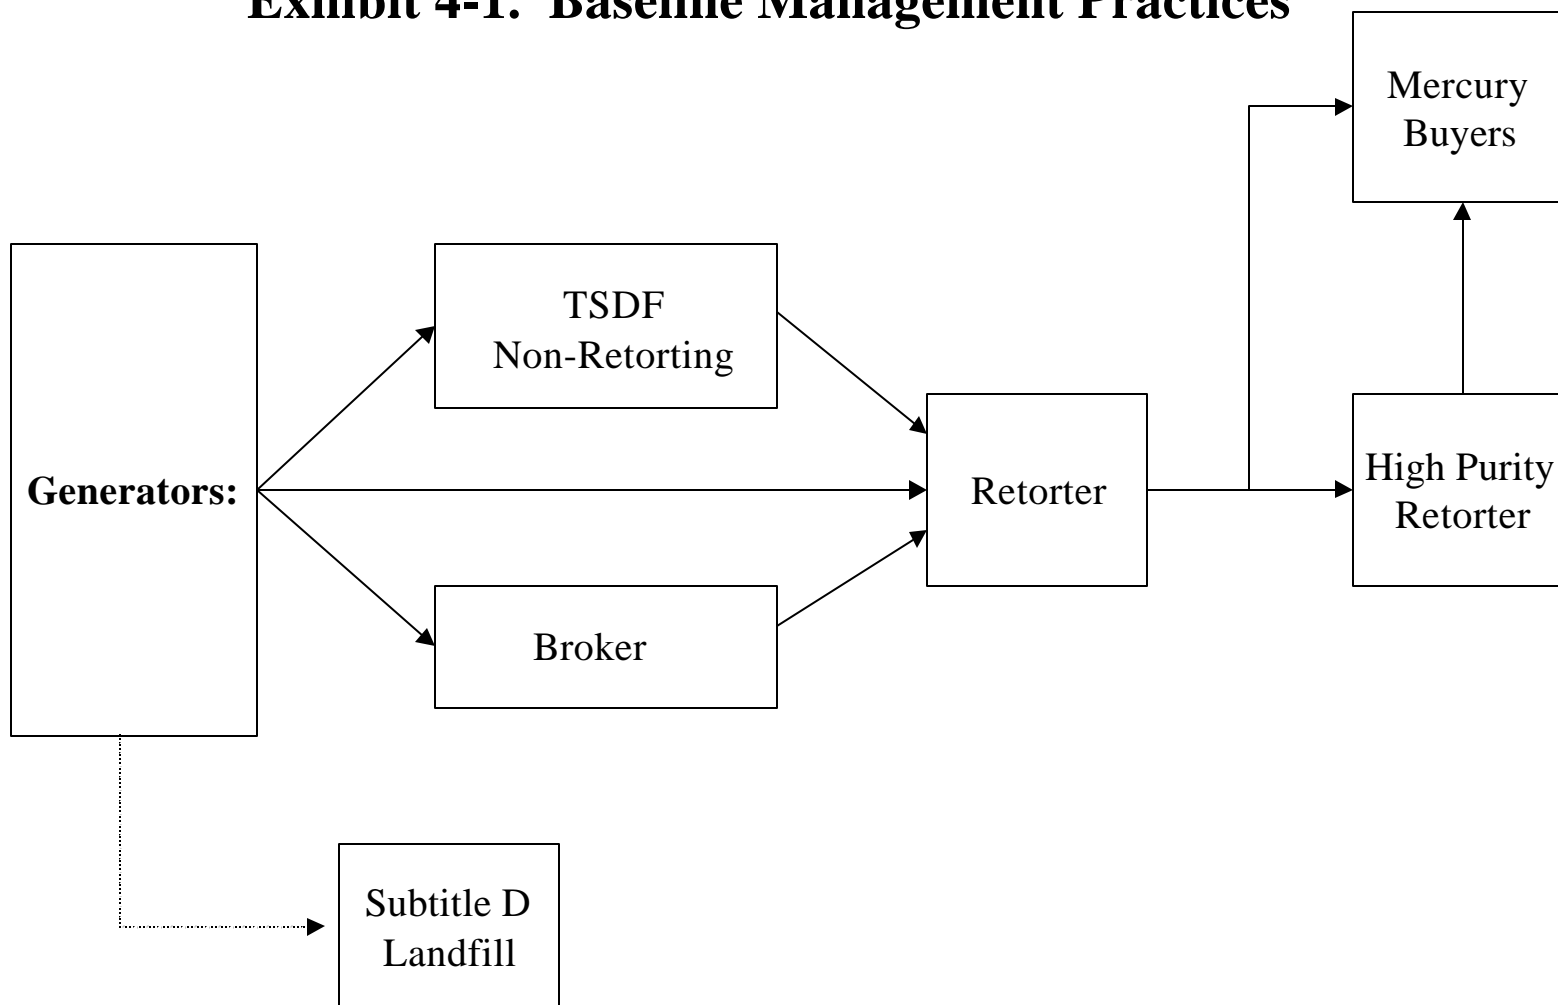 Exhibit 4-1. Baseline Management Practices
Mercury
Buyers
TSDF
Non-Retorting
Generators:
Retorter
High Purity
Retorter
Broker
Subtitle D
Landfill